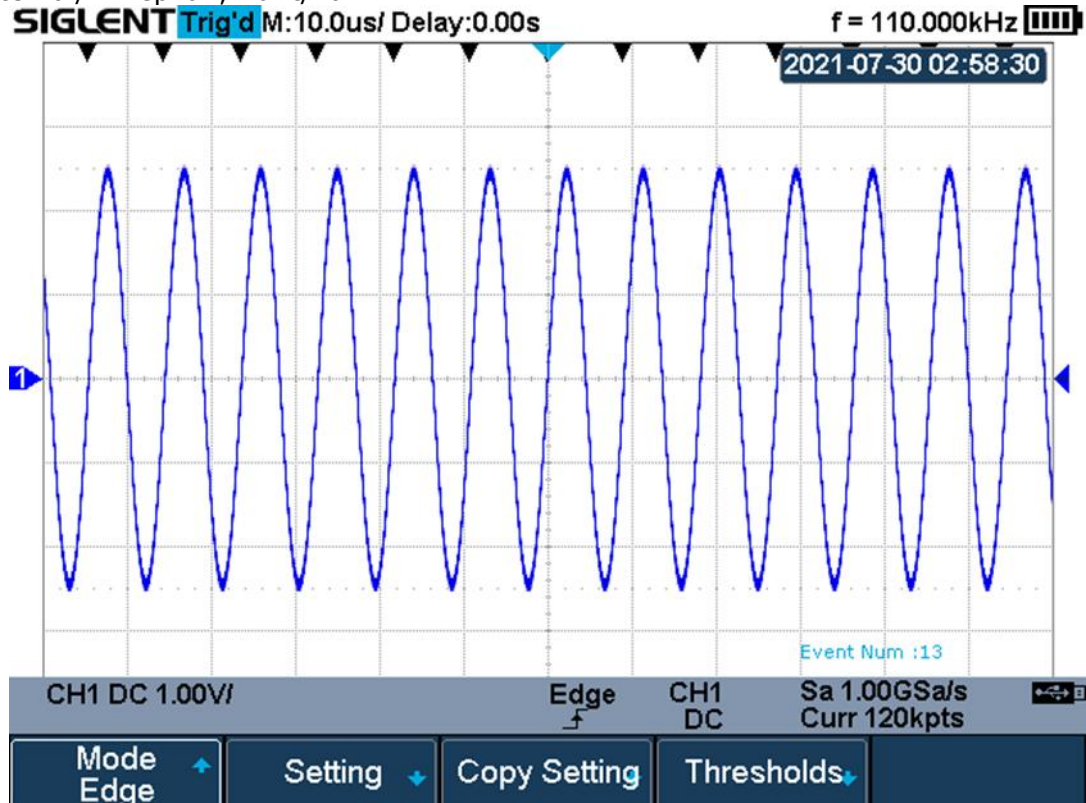 SIGLENT Trig'd M:10.0us/ Delay:0.00s f = 110.000kHz
2021-07-30 02:58:30
1
Event Num :13
CH1 DC 1.00V/ Edge CH1 Sa 1.00GSa/s
DC Curr 120kpts
Mode Setting Copy Setting Thresholds
Edge